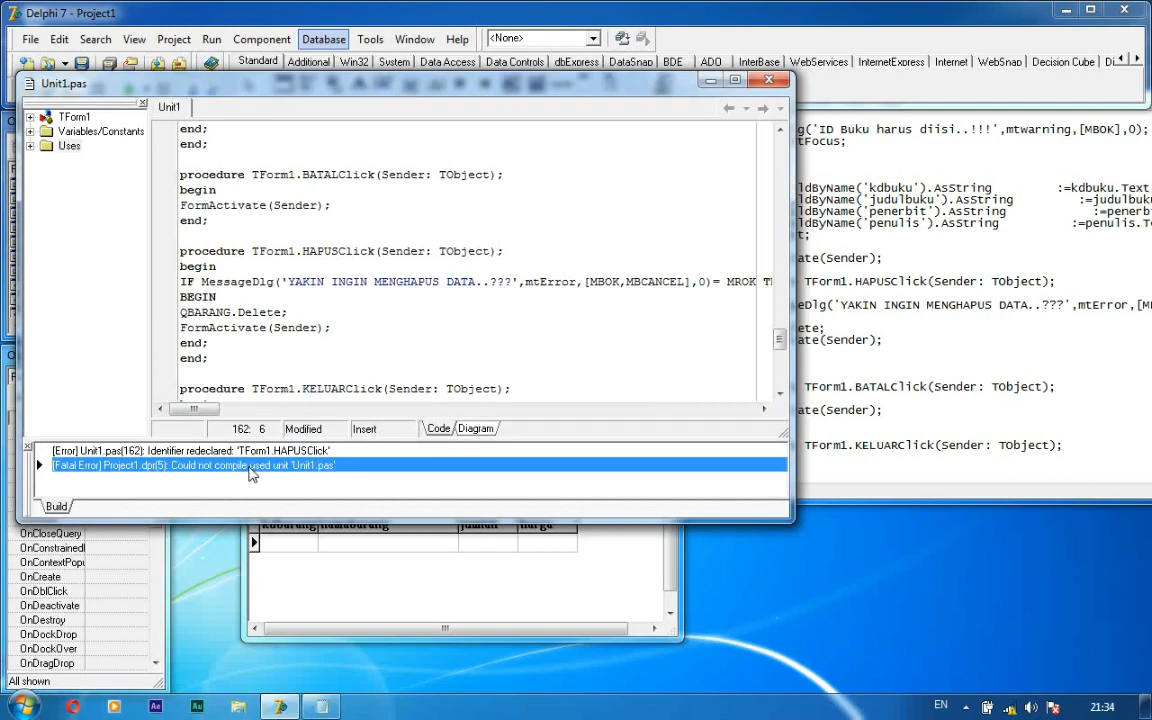 Delphi 7 - Project1
File Edit Search View Project Run Component Database Tools Window Help <None>
Standard Additional Win32 System Data Access Data Controls dbExpress DataSnap BDE ADO InterBase WebServices InternetExpress Internet WebSnap Decision Cube
Unit1.pas
Unit1
TForm1
Variables/Constants
Uses
end;
end;
procedure TForm1.BATALClick(Sender: TObject);
begin
FormActivate(Sender);
end;
procedure TForm1.HAPUSClick(Sender: TObject);
begin
IF MessageDlg('YAKIN INGIN MENGHAPUS DATA..???',mtError,[MBOK,MBCANCEL],0)= MROK
BEGIN
QBARANG.Delete;
FormActivate(Sender);
end;
end;
procedure TForm1.KELUARClick(Sender: TObject);
162: 6 Modified Insert Code Diagram
[Error] Unit1.pas(162): Identifier redeclared: 'TForm1.HAPUSClick'
[Fatal Error] Project1.dpr(5): Could not compile used unit 'Unit1.pas'
Build
g('ID Buku harus diisi..!!!',mtwarning,[MBOK],0);
tFocus;
ldByName('kdbuku').AsString :=kdbuku.Text
ldByName('judulbuku').AsString :=judulbuk
ldByName('penerbit').AsString :=penerb
ldByName('penulis').AsString :=penulis.T
t;
ate(Sender);
TForm1.HAPUSClick(Sender: TObject);
eDlg('YAKIN INGIN MENGHAPUS DATA..???',mtError,[M
ete;
ate(Sender);
TForm1.BATALClick(Sender: TObject);
ate(Sender);
TForm1.KELUARClick(Sender: TObject);
OnCloseQuery
OnConstrained
OnContextPopu
OnCreate
OnDblClick
OnDeactivate
OnDestroy
OnDockDrop
OnDockOver
OnDragDrop
All shown
kdbarang namabarang jumlah harga
EN 21:34